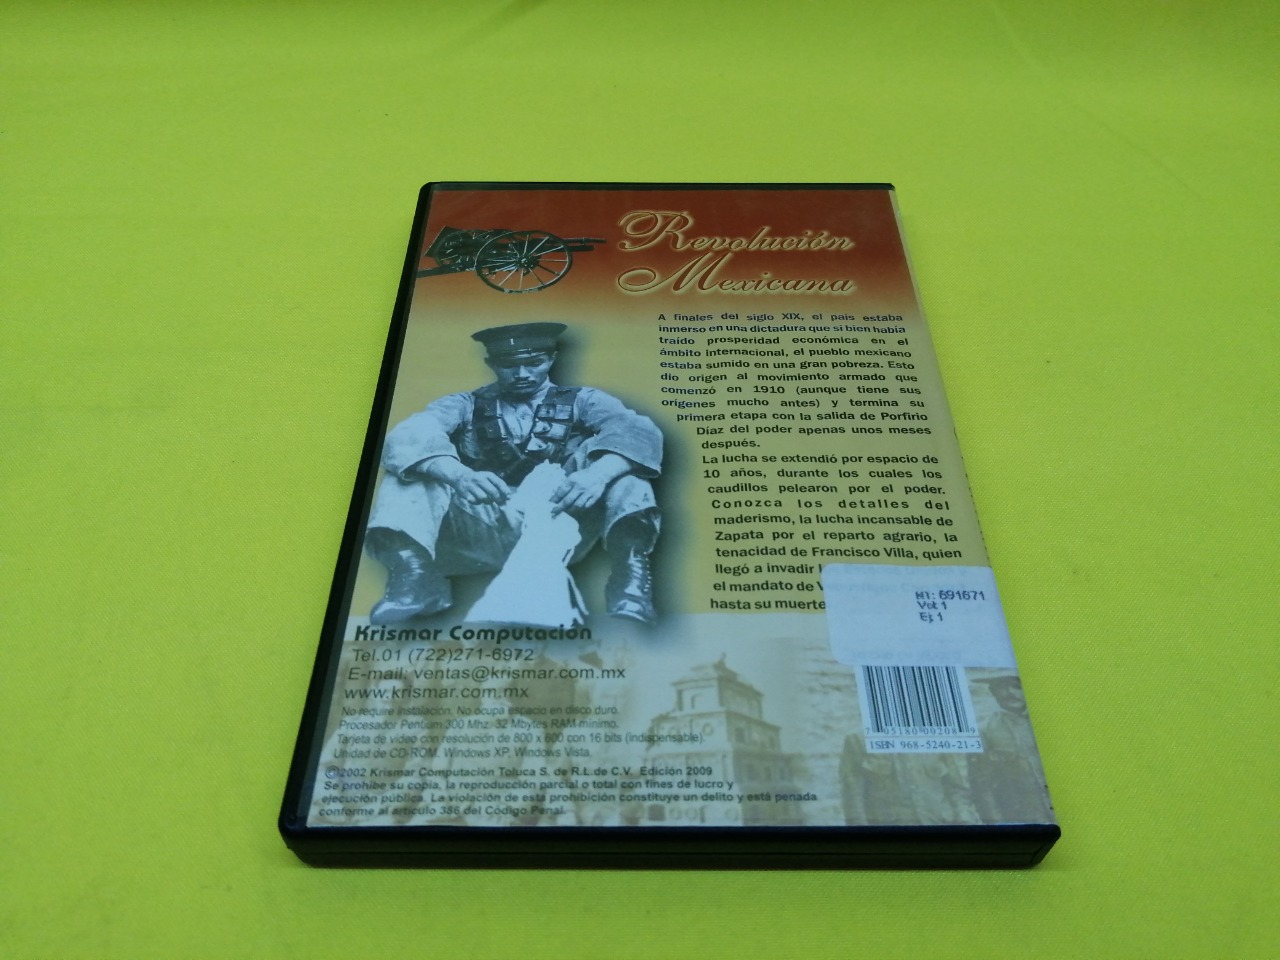 Revolución
Mexicana
A finales del siglo XIX, el país estaba
inmerso en una dictadura que si bien había
traído prosperidad económica en el
ámbito internacional, el pueblo mexicano
estaba sumido en una gran pobreza. Esto
dio origen al movimiento armado que
comenzó en 1910 (aunque tiene sus
orígenes mucho antes) y termina su
primera etapa con la salida de Porfirio
Díaz del poder apenas unos meses
después.
La lucha se extendió por espacio de
10 años, durante los cuales los
caudillos pelearon por el poder.
Conozca los detalles del
maderismo, la lucha incansable de
Zapata por el reparto agrario, la
tenacidad de Francisco Villa, quien
llegó a invadir
el mandato de
hasta su muerte
NT: 691671
Vol: 1
Ej: 1
Krismar Computación
Tel.01 (722)271-6972
E-mail: ventas@krismar.com.mx
www.krismar.com.mx
No require instalación. No ocupa espacio en disco duro.
Procesador Pentium 300 Mhz. 32 Mbytes RAM mínimo.
Tarjeta de video con resolución de 800 x 600 con 16 bits (indispensable).
Unidad de CD-ROM, Windows XP, Windows Vista.
©2002 Krismar Computación Toluca S. de R.L.de C.V. Edición 2009
Se prohibe su copia, la reproducción parcial o total con fines de lucro y
ejecución pública. La violación de esta prohibición constituye un delito y está penada
conforme al artículo 386 del Código Penal.
7 05180 00208 9
ISBN 968-5240-21-3